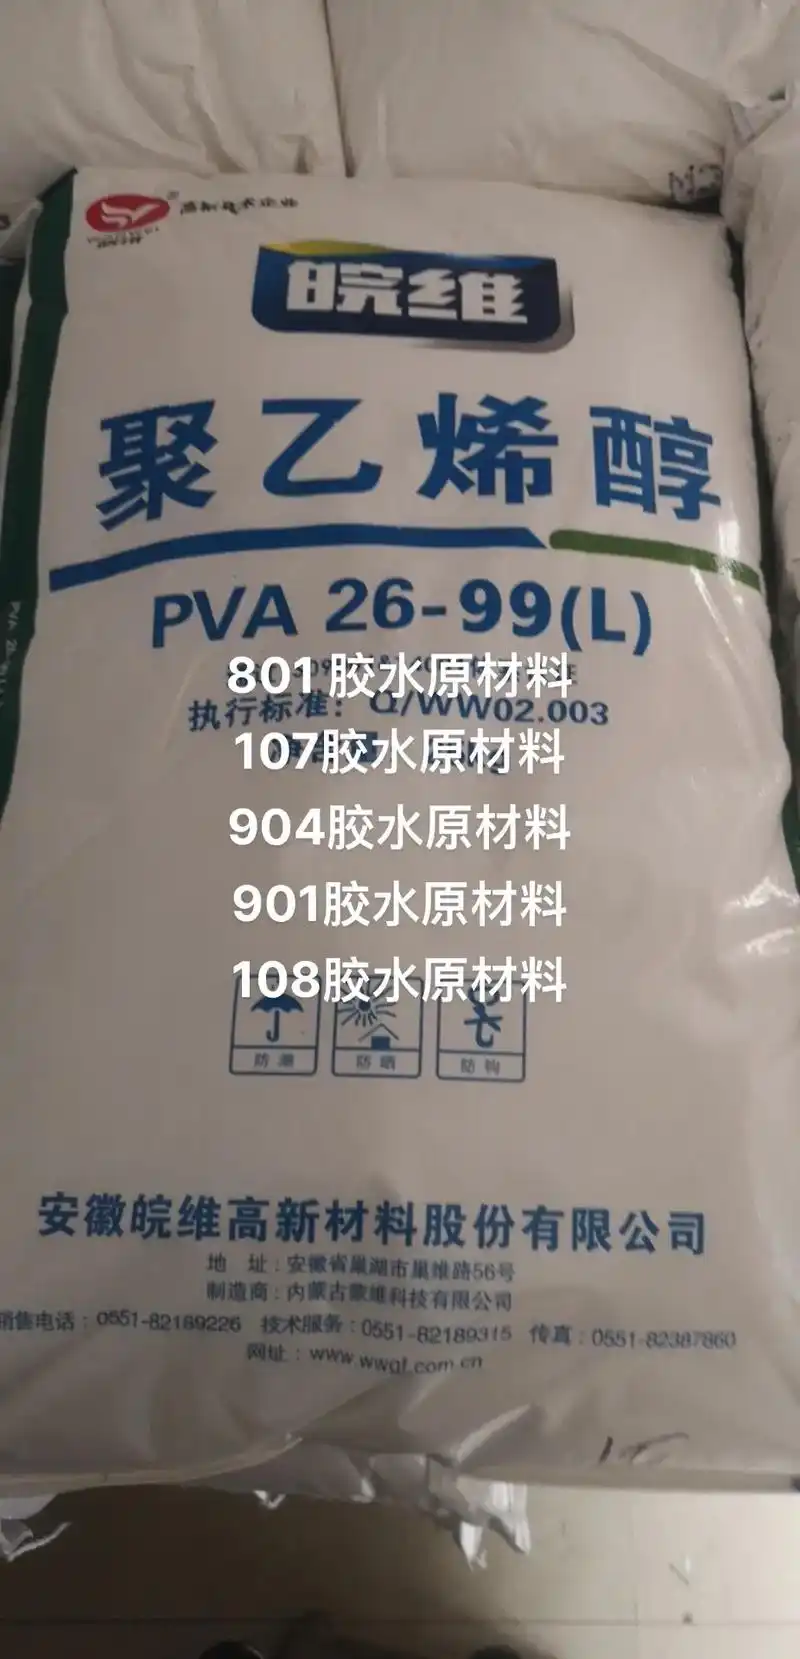 高新技术企业
皖维
聚乙烯醇
PVA 26-99(L)
801胶水原材料
执行标准：Q/WW02.003
107胶水原材料
904胶水原材料
901胶水原材料
108胶水原材料
防潮 防晒 防钩
安徽皖维高新材料股份有限公司
地 址：安徽省巢湖市巢维路56号
制造商：内蒙古蒙维科技有限公司
销售电话：0551-82189226 技术服务：0551-82189315 传真：0551-82387860
网址：www.wwgf.com.cn